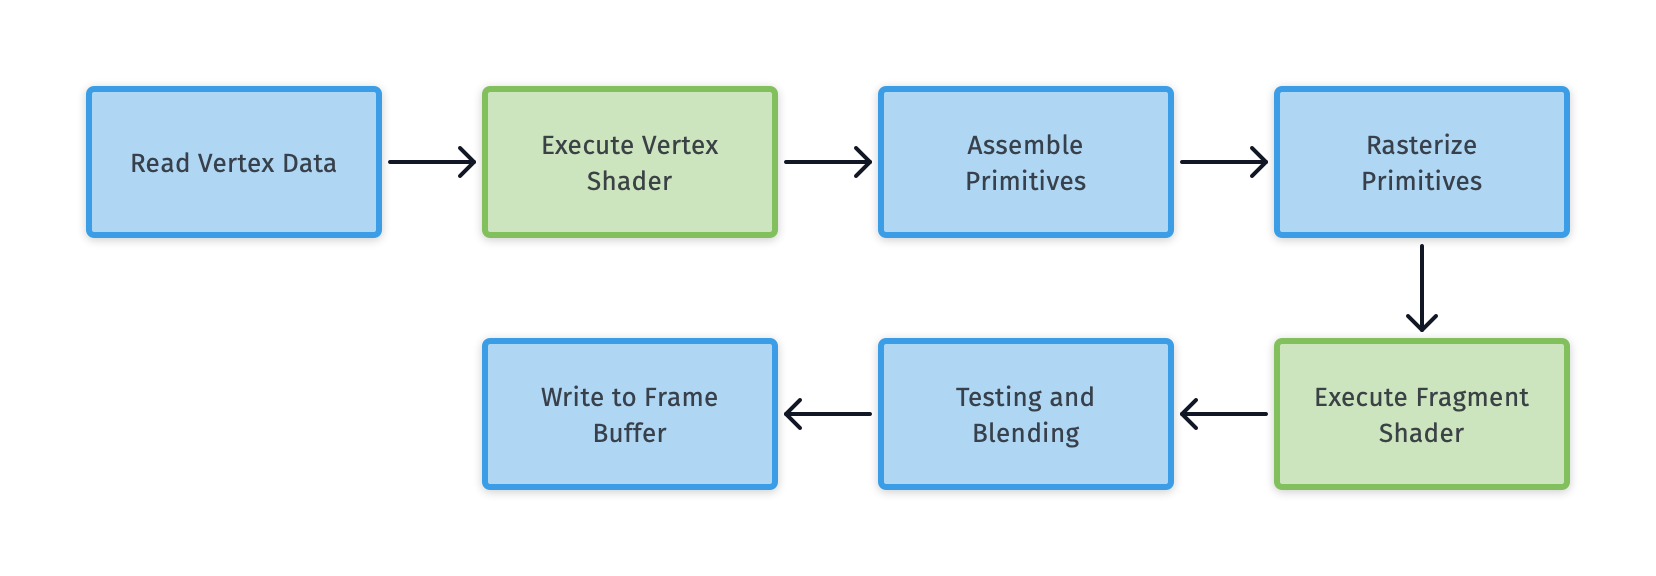 Read Vertex Data
Execute Vertex
Shader
Assemble
Primitives
Rasterize
Primitives
Execute Fragment
Shader
Testing and
Blending
Write to Frame
Buffer